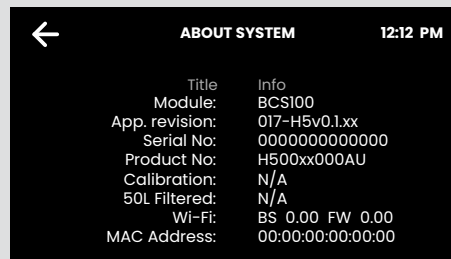 ABOUT SYSTEM 12:12 PM
Title Info
Module: BCS100
App. revision: 017-H5v0.1.xx
Serial No: 0000000000000
Product No: H500xx000AU
Calibration: N/A
50L Filtered: N/A
Wi-Fi: BS 0.00 FW 0.00
MAC Address: 00:00:00:00:00:00